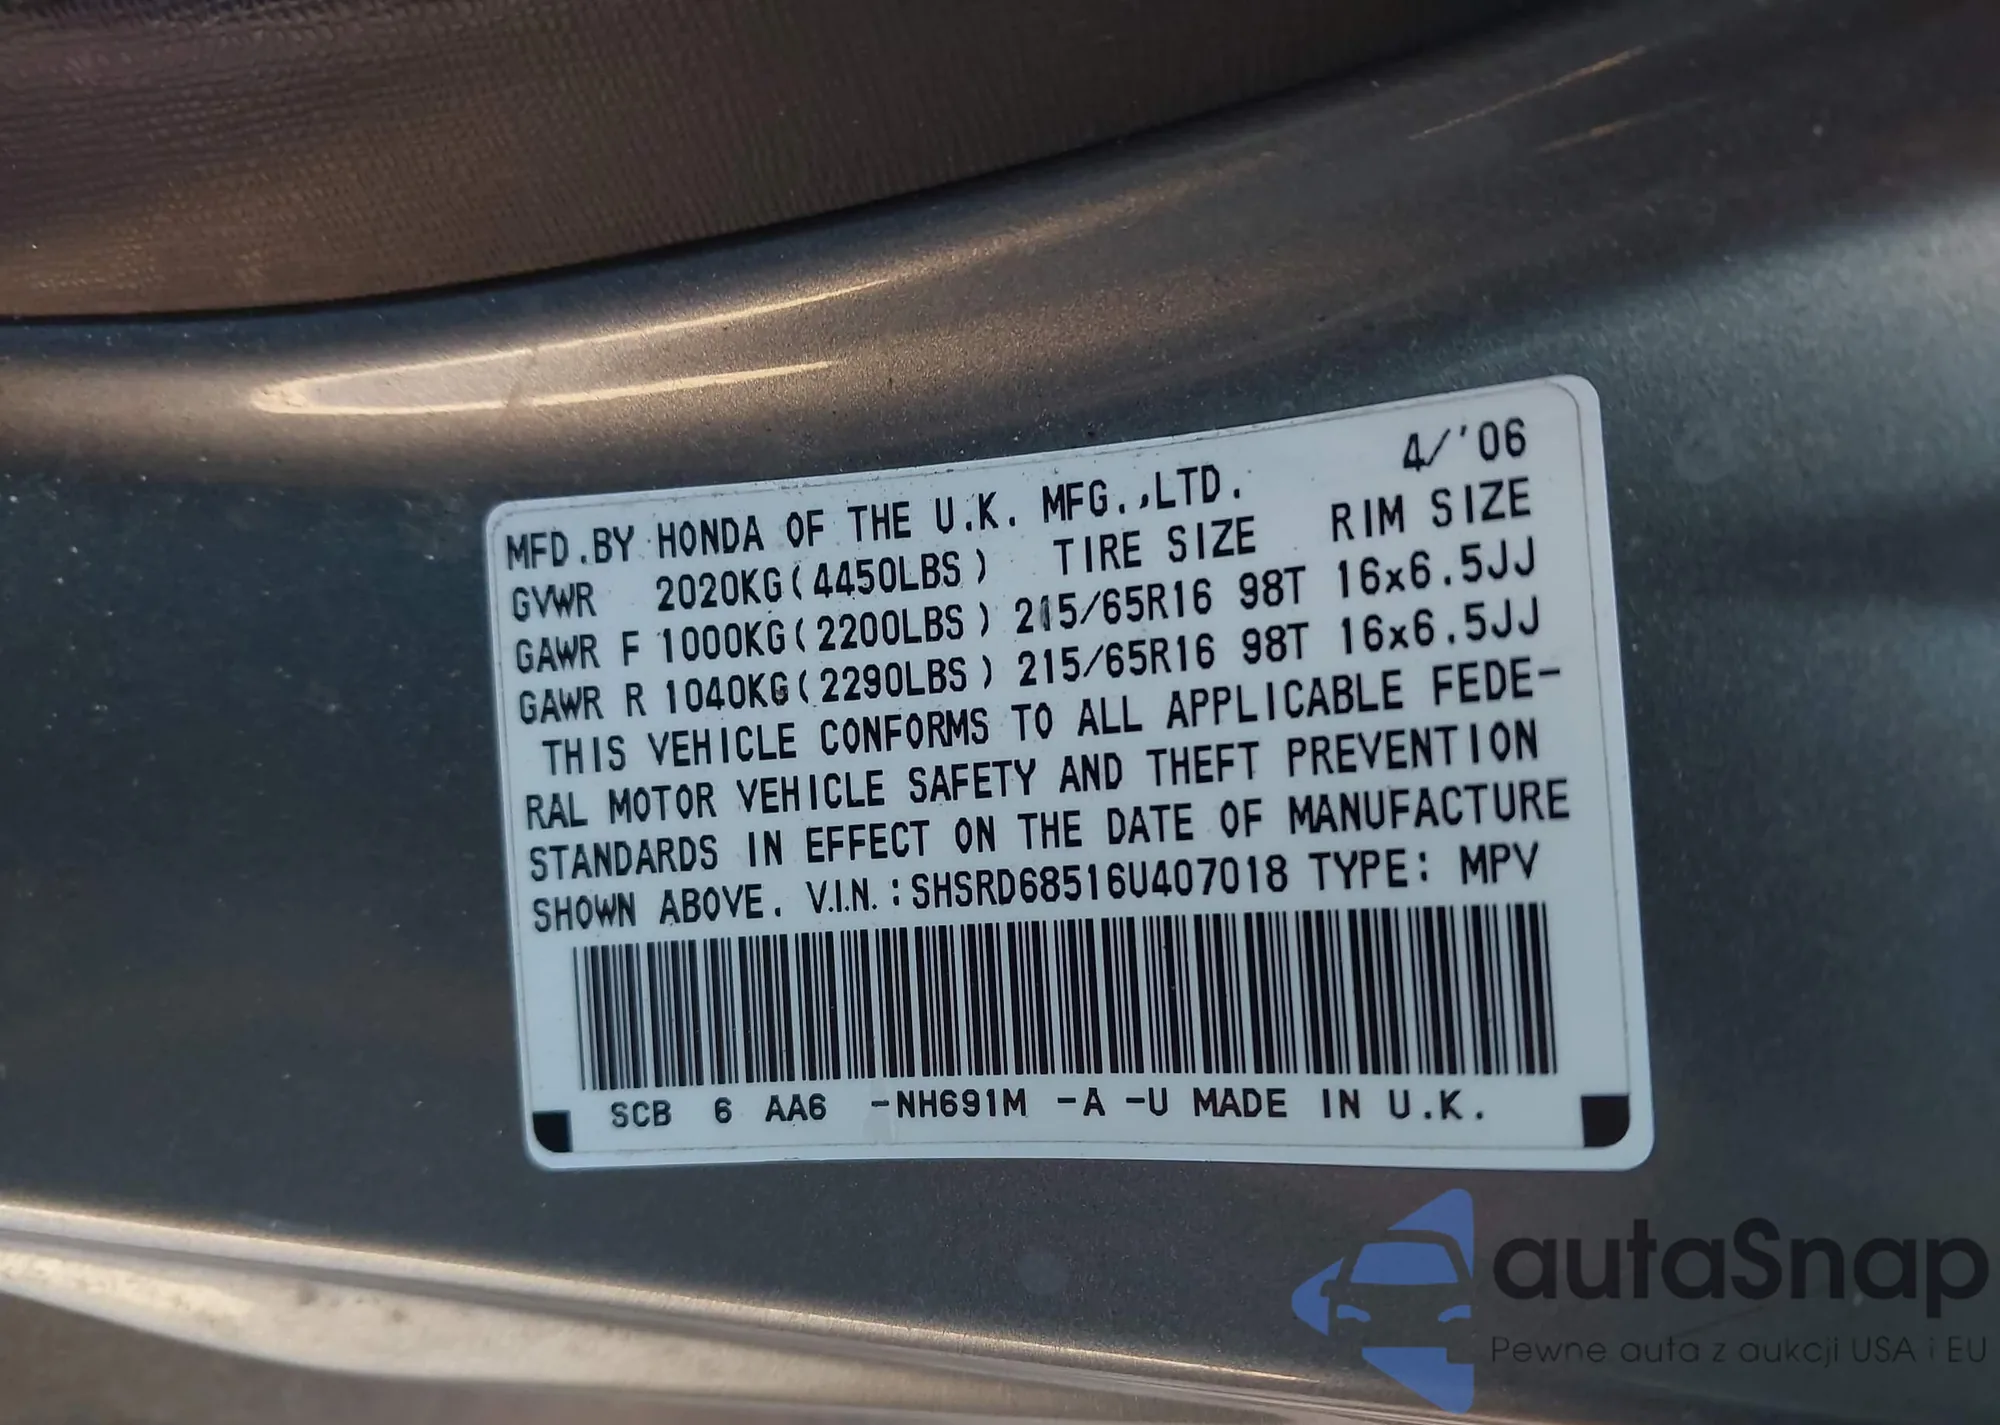 4/'06
MFD.BY HONDA OF THE U.K. MFG.,LTD.
GVWR 2020KG(4450LBS) TIRE SIZE RIM SIZE
GAWR F 1000KG(2200LBS) 215/65R16 98T 16x6.5JJ
GAWR R 1040KG(2290LBS) 215/65R16 98T 16x6.5JJ
THIS VEHICLE CONFORMS TO ALL APPLICABLE FEDE-
RAL MOTOR VEHICLE SAFETY AND THEFT PREVENTION
STANDARDS IN EFFECT ON THE DATE OF MANUFACTURE
SHOWN ABOVE. V.I.N.:SHSRD68516U407018 TYPE: MPV
SCB 6 AA6 -NH691M -A -U MADE IN U.K.
autaSnap
Pewne auta z aukcji USA i EU